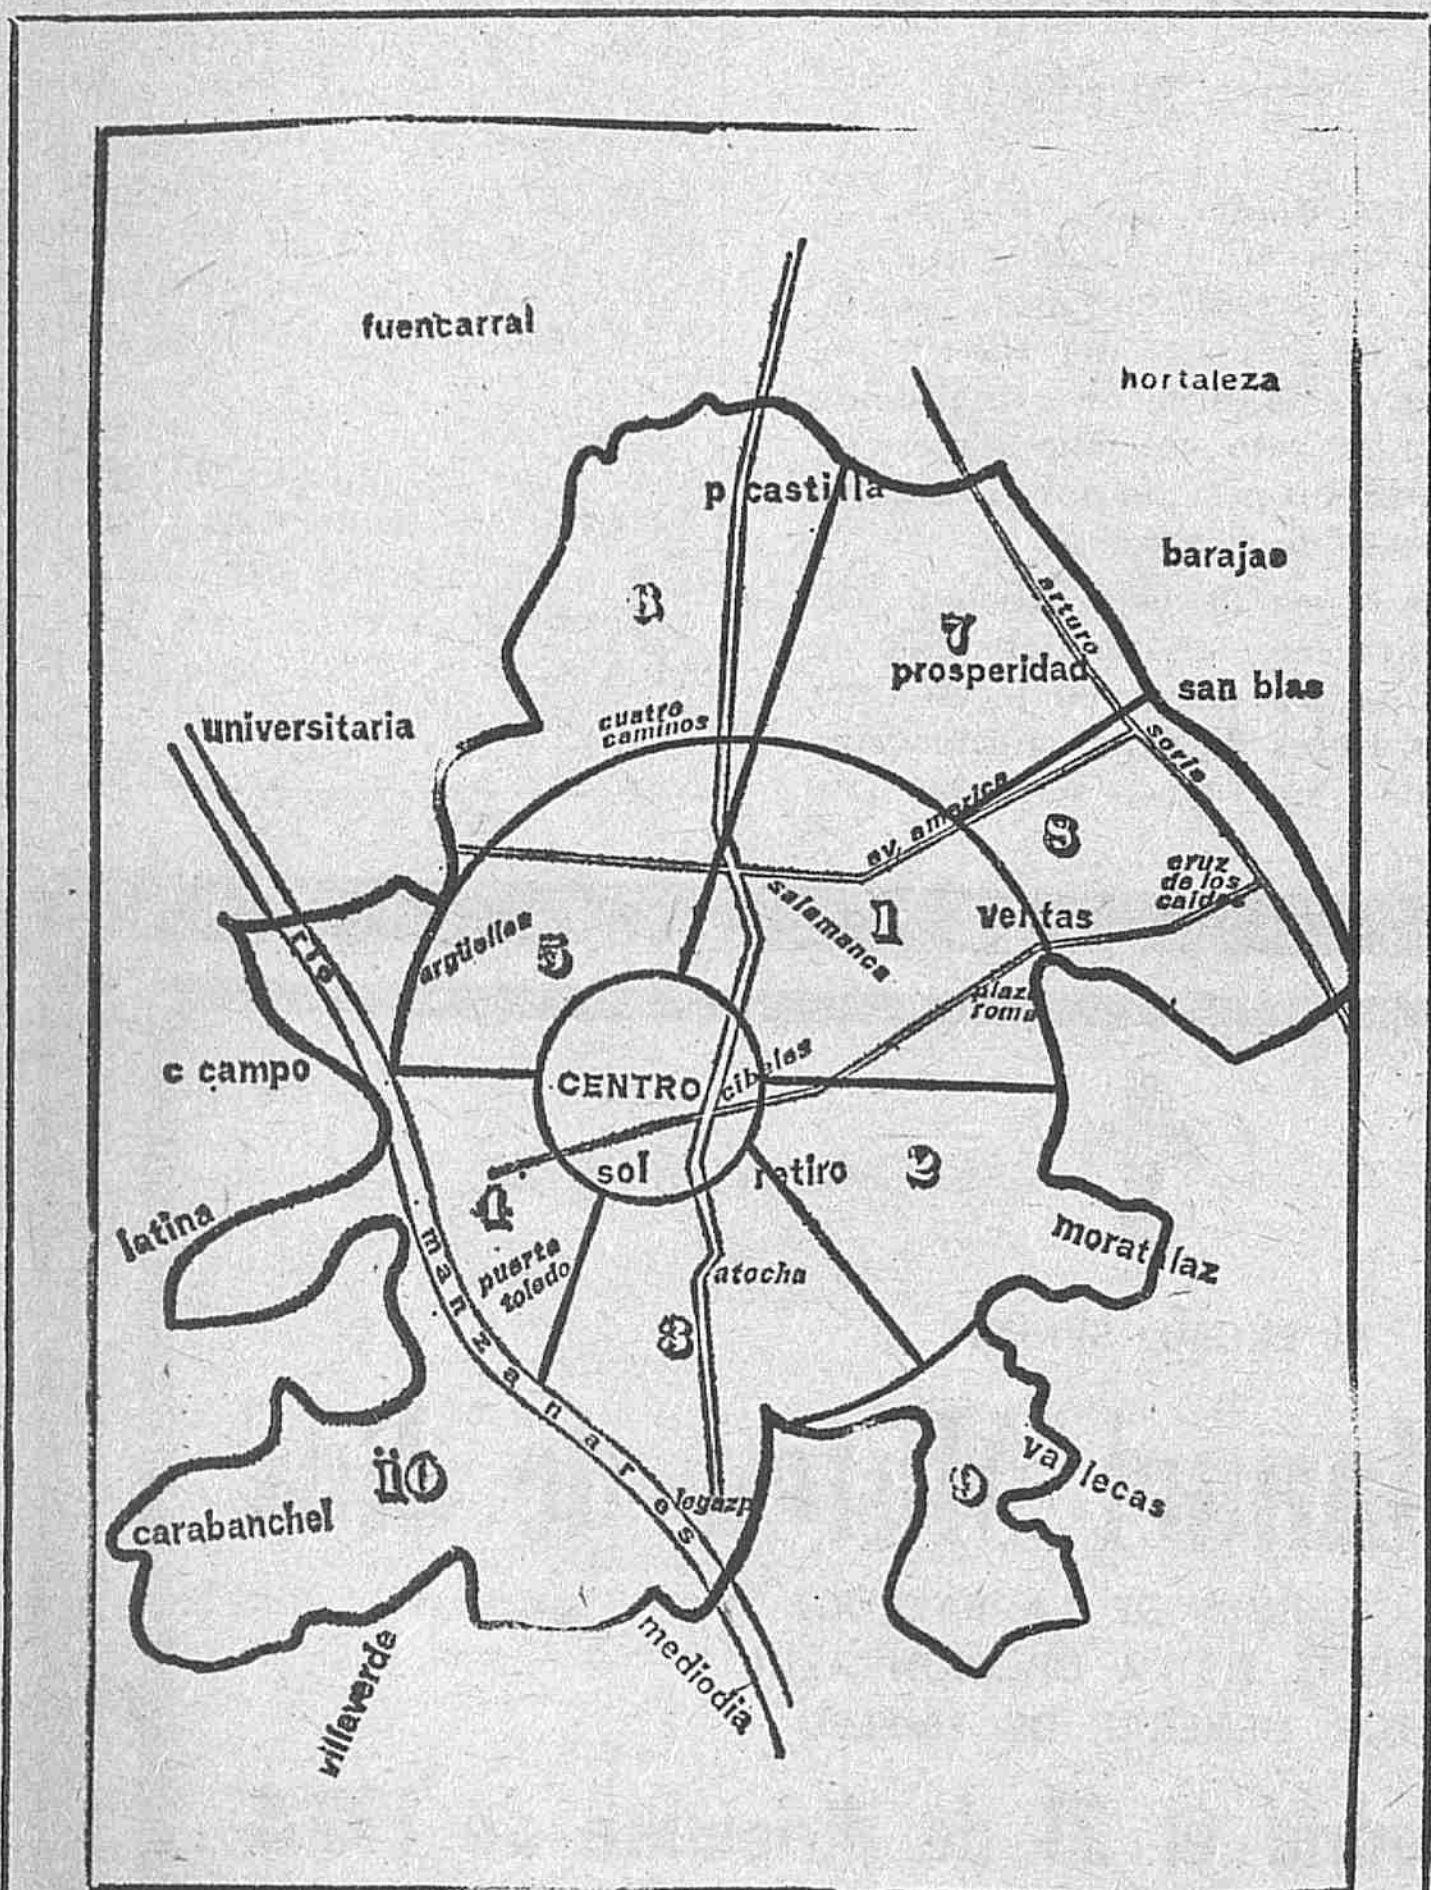 fuencarral
hortaleza
p castilla
barajas
7
arturo
prosperidad
san blas
universitaria
cuatro
caminos
soria
av. america
8
cruz
de los
caidos
salamanca
1
ventas
argüelles
5
rio
plaza
roma
c campo
CENTRO
cibeles
sol
retiro
2
latina
puerta
toledo
moratalaz
atocha
3
manzanares
10
carabanchel
legazpi
9
vallecas
villaverde
mediodia